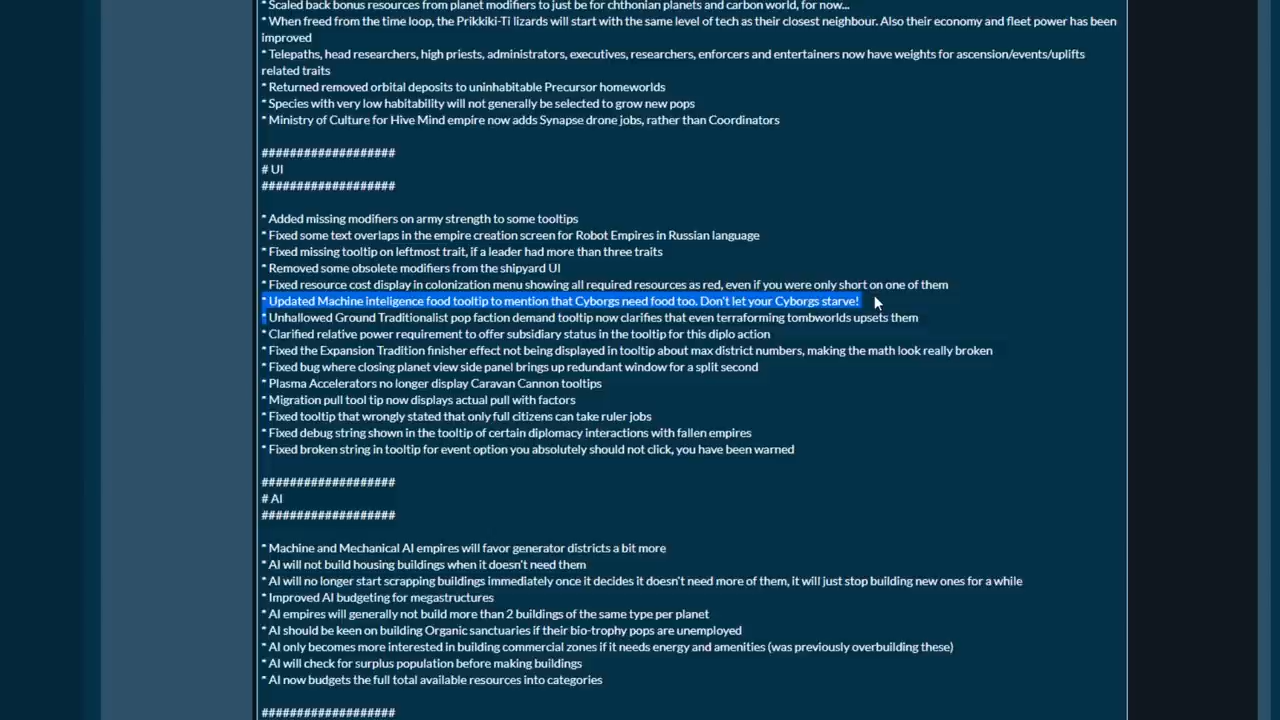 * Scaled back bonus resources from planet modifiers to just be for chthonian planets and carbon world, for now...
* When freed from the time loop, the Prikkiki-Ti lizards will start with the same level of tech as their closest neighbour. Also their economy and fleet power has been
improved
* Telepaths, head researchers, high priests, administrators, executives, researchers, enforcers and entertainers now have weights for ascension/events/uplifts
related traits
* Returned removed orbital deposits to uninhabitable Precursor homeworlds
* Species with very low habitability will not generally be selected to grow new pops
* Ministry of Culture for Hive Mind empire now adds Synapse drone jobs, rather than Coordinators
###################
# UI
###################
* Added missing modifiers on army strength to some tooltips
* Fixed some text overlaps in the empire creation screen for Robot Empires in Russian language
* Fixed missing tooltip on leftmost trait, if a leader had more than three traits
* Removed some obsolete modifiers from the shipyard UI
* Fixed resource cost display in colonization menu showing all required resources as red, even if you were only short on one of them
* Updated Machine inteligence food tooltip to mention that Cyborgs need food too. Don't let your Cyborgs starve!
* Unhallowed Ground Traditionalist pop faction demand tooltip now clarifies that even terraforming tombworlds upsets them
* Clarified relative power requirement to offer subsidiary status in the tooltip for this diplo action
* Fixed the Expansion Tradition finisher effect not being displayed in tooltip about max district numbers, making the math look really broken
* Fixed bug where closing planet view side panel brings up redundant window for a split second
* Plasma Accelerators no longer display Caravan Cannon tooltips
* Migration pull tool tip now displays actual pull with factors
* Fixed tooltip that wrongly stated that only full citizens can take ruler jobs
* Fixed debug string shown in the tooltip of certain diplomacy interactions with fallen empires
* Fixed broken string in tooltip for event option you absolutely should not click, you have been warned
###################
# AI
###################
* Machine and Mechanical AI empires will favor generator districts a bit more
* AI will not build housing buildings when it doesn't need them
* AI will no longer start scrapping buildings immediately once it decides it doesn't need more of them, it will just stop building new ones for a while
* Improved AI budgeting for megastructures
* AI empires will generally not build more than 2 buildings of the same type per planet
* AI should be keen on building Organic sanctuaries if their bio-trophy pops are unemployed
* AI only becomes more interested in building commercial zones if it needs energy and amenities (was previously overbuilding these)
* AI will check for surplus population before making buildings
* AI now budgets the full total available resources into categories
###################